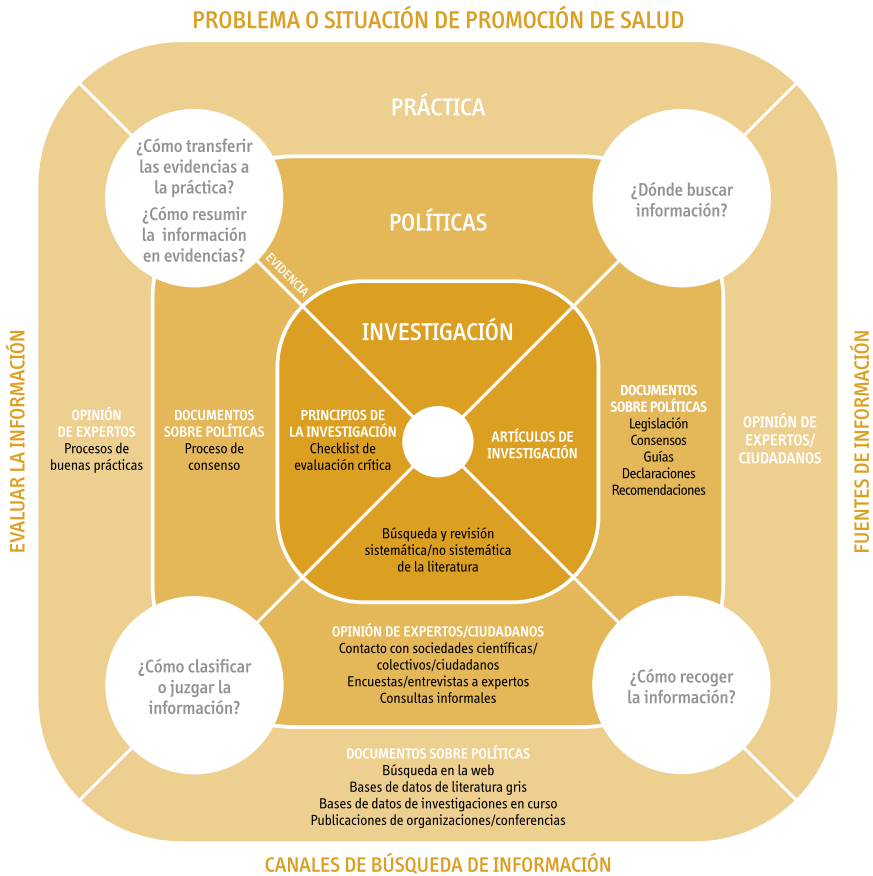 PROBLEMA O SITUACIÓN DE PROMOCIÓN DE SALUD
PRÁCTICA
¿Cómo transferir
las evidencias a
la práctica?
¿Cómo resumir
la información
en evidencias?
¿Dónde buscar
información?
POLÍTICAS
EVIDENCIA
INVESTIGACIÓN
EVALUAR LA INFORMACIÓN
OPINIÓN
DE EXPERTOS
Procesos de
buenas prácticas
DOCUMENTOS
SOBRE POLÍTICAS
Proceso de
consenso
PRINCIPIOS DE
LA INVESTIGACIÓN
Checklist de
evaluación crítica
ARTÍCULOS DE
INVESTIGACIÓN
DOCUMENTOS
SOBRE POLÍTICAS
Legislación
Consensos
Guías
Declaraciones
Recomendaciones
OPINIÓN DE
EXPERTOS/
CIUDADANOS
FUENTES DE INFORMACIÓN
Búsqueda y revisión
sistemática/no sistemática
de la literatura
OPINIÓN DE EXPERTOS/CIUDADANOS
Contacto con sociedades científicas/
colectivos/ciudadanos
Encuestas/entrevistas a expertos
Consultas informales
¿Cómo clasificar
o juzgar la
información?
¿Cómo recoger
la información?
DOCUMENTOS SOBRE POLÍTICAS
Búsqueda en la web
Bases de datos de literatura gris
Bases de datos de investigaciones en curso
Publicaciones de organizaciones/conferencias
CANALES DE BÚSQUEDA DE INFORMACIÓN